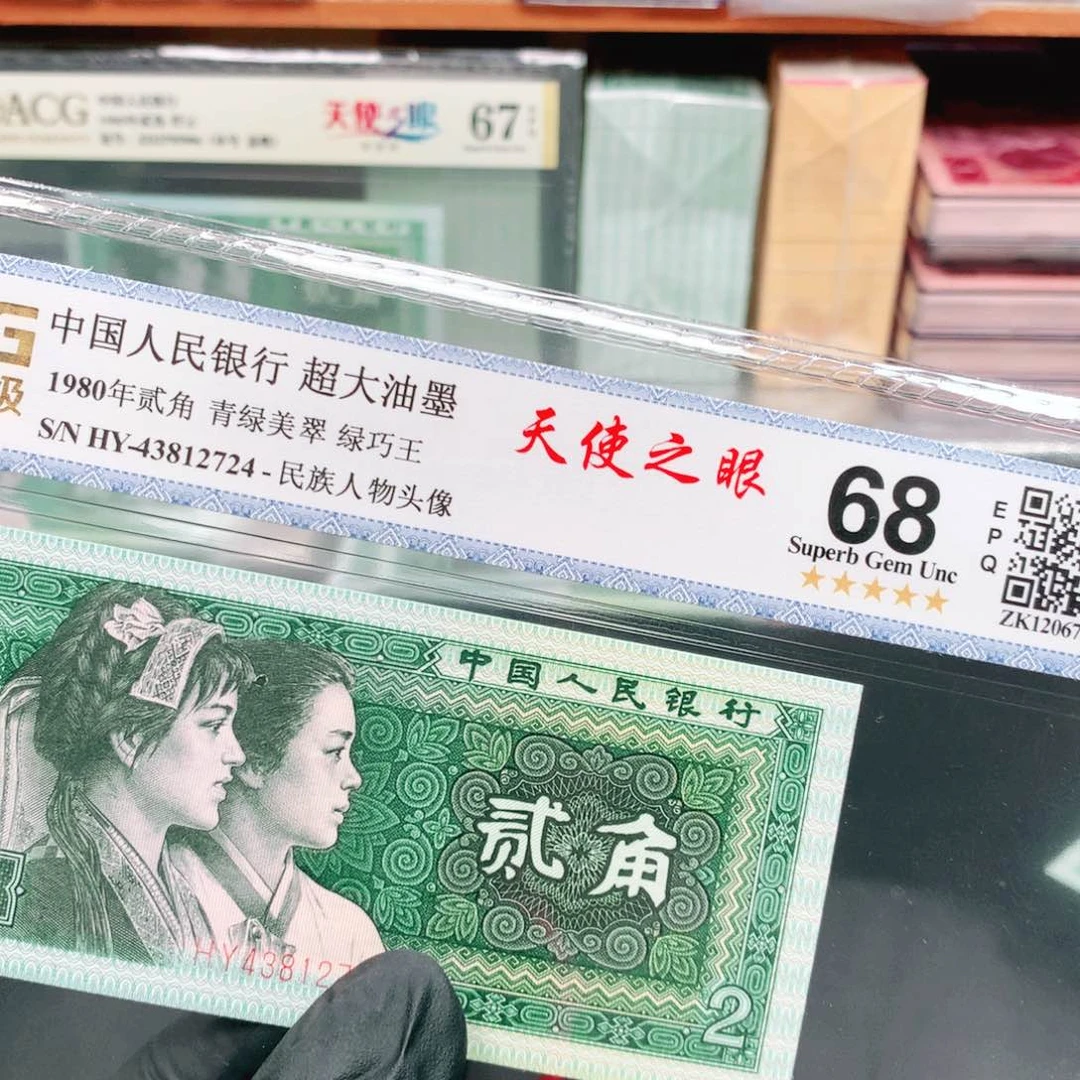 ACG
天使之眼
67
G
级
中国人民银行 超大油墨
1980年贰角 青绿美翠 绿巧王
S/N HY-43812724 - 民族人物头像
天使之眼
68
Superb Gem Unc
EPQ
ZK12067
中国人民银行
贰角
HY438127
2